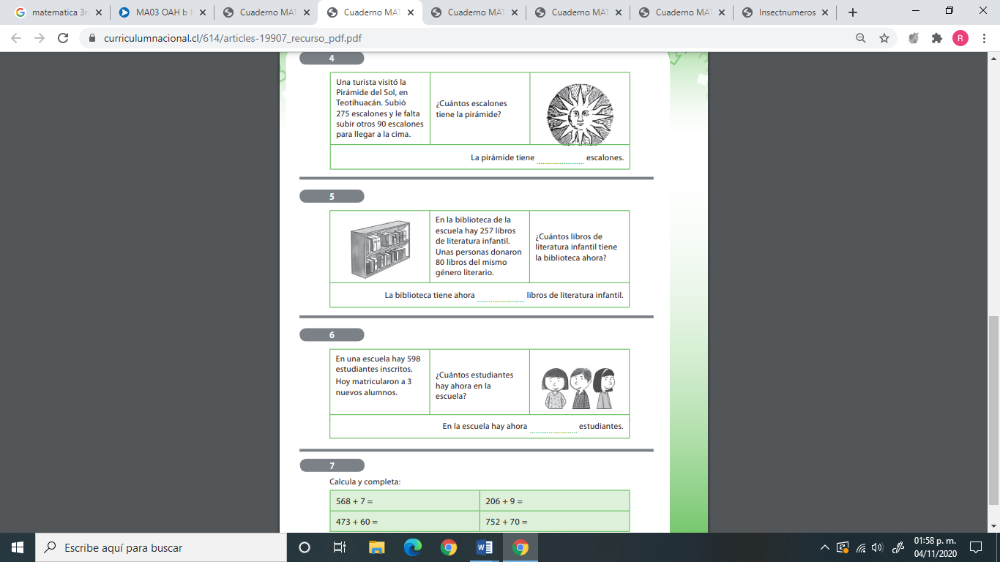 matematica 3r
MA03 OAH b
Cuaderno MAT
Cuaderno MAT
Cuaderno MAT
Cuaderno MAT
Cuaderno MAT
Insectnumeros
curriculumnacional.cl/614/articles-19907_recurso_pdf.pdf
R
4
Una turista visitó la
Pirámide del Sol, en
Teotihuacán. Subió
275 escalones y le falta
subir otros 90 escalones
para llegar a la cima.
¿Cuántos escalones
tiene la pirámide?
La pirámide tiene escalones.
5
En la biblioteca de la
escuela hay 257 libros
de literatura infantil.
Unas personas donaron
80 libros del mismo
género literario.
¿Cuántos libros de
literatura infantil tiene
la biblioteca ahora?
La biblioteca tiene ahora libros de literatura infantil.
6
En una escuela hay 598
estudiantes inscritos.
Hoy matricularon a 3
nuevos alumnos.
¿Cuántos estudiantes
hay ahora en la
escuela?
En la escuela hay ahora estudiantes.
7
Calcula y completa:
568 + 7 =
206 + 9 =
473 + 60 =
752 + 70 =
Escribe aquí para buscar
01:58 p. m.
04/11/2020